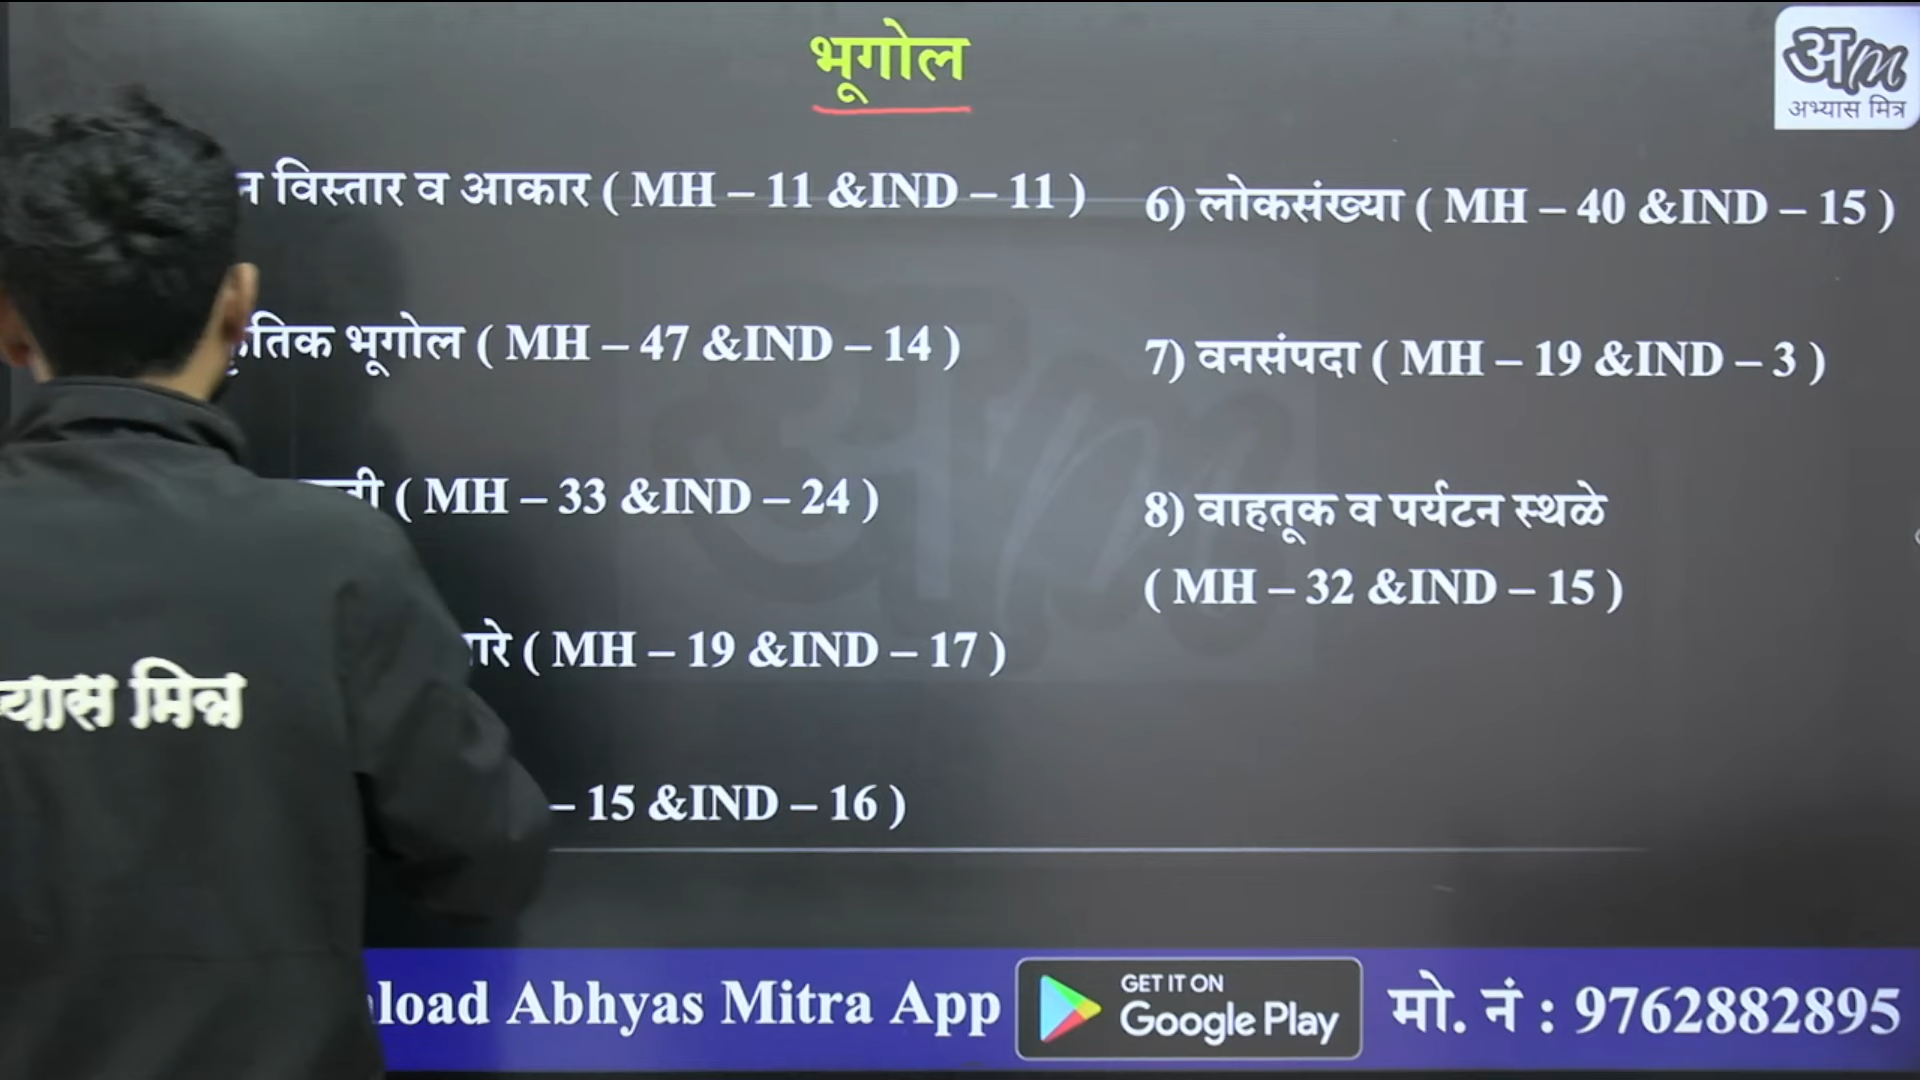 भूगोल
अm
अभ्यास मित्र
विस्तार व आकार ( MH – 11 &IND – 11 )
भूगोल ( MH – 47 &IND – 14 )
( MH – 33 &IND – 24 )
( MH – 19 &IND – 17 )
– 15 &IND – 16 )
6) लोकसंख्या ( MH – 40 &IND – 15 )
7) वनसंपदा ( MH – 19 &IND – 3 )
8) वाहतूक व पर्यटन स्थळे
( MH – 32 &IND – 15 )
मित्र
Abhyas Mitra App
GET IT ON
Google Play
मो. नं : 9762882895